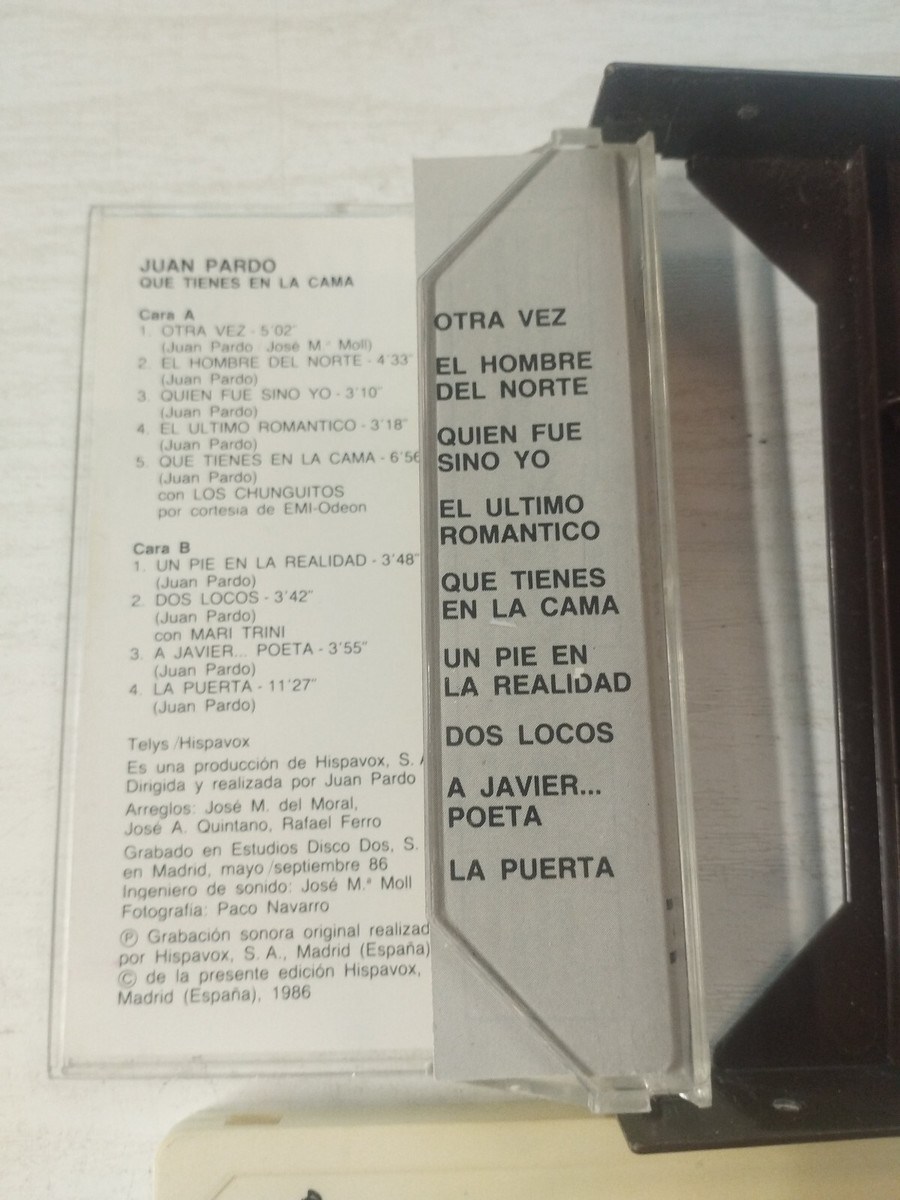 JUAN PARDO
QUE TIENES EN LA CAMA
Cara A
1. OTRA VEZ - 5'02"
(Juan Pardo José M.ª Moll)
2. EL HOMBRE DEL NORTE - 4'33"
(Juan Pardo)
3. QUIEN FUE SINO YO - 3'10"
(Juan Pardo)
4. EL ULTIMO ROMANTICO - 3'18"
(Juan Pardo)
5. QUE TIENES EN LA CAMA - 6'56
(Juan Pardo)
con LOS CHUNGUITOS
por cortesía de EMI-Odeon
Cara B
1. UN PIE EN LA REALIDAD - 3'48"
(Juan Pardo)
2. DOS LOCOS - 3'42"
(Juan Pardo)
con MARI TRINI
3. A JAVIER... POETA - 3'55"
(Juan Pardo)
4. LA PUERTA - 11'27"
(Juan Pardo)
Telys/Hispavox
Es una producción de Hispavox, S.
Dirigida y realizada por Juan Pardo
Arreglos: José M. del Moral,
José A. Quintano, Rafael Ferro
Grabado en Estudios Disco Dos, S.
en Madrid, mayo/septiembre 86
Ingeniero de sonido: José M.ª Moll
Fotografía: Paco Navarro
Ⓟ Grabación sonora original realizad
por Hispavox, S. A., Madrid (España)
© de la presente edición Hispavox,
Madrid (España), 1986
OTRA VEZ
EL HOMBRE
DEL NORTE
QUIEN FUE
SINO YO
EL ULTIMO
ROMANTICO
QUE TIENES
EN LA CAMA
UN PIE EN
LA REALIDAD
DOS LOCOS
A JAVIER...
POETA
LA PUERTA